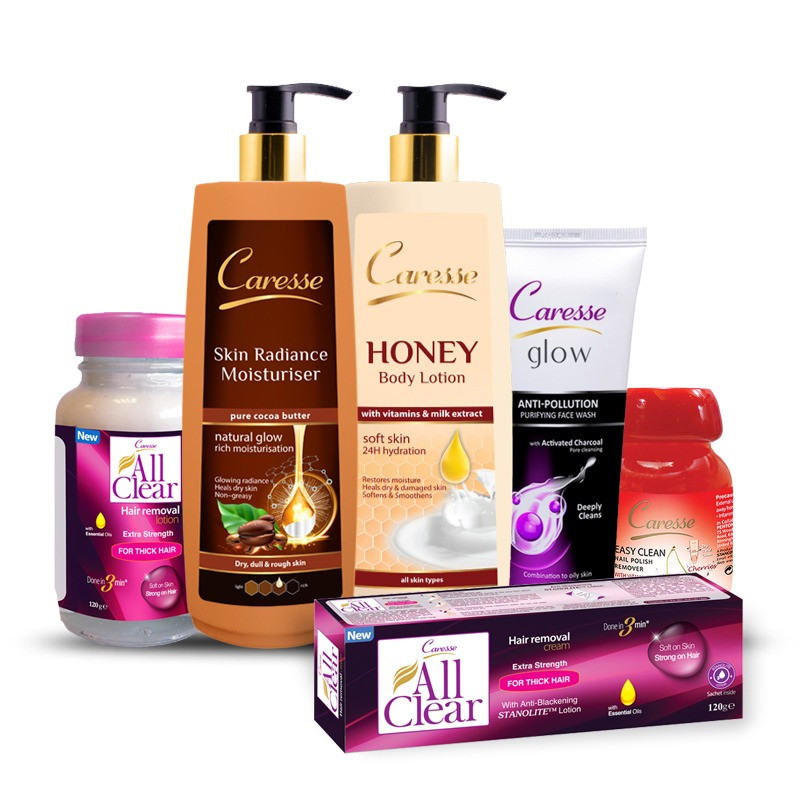 Caresse
Skin Radiance
Moisturiser
pure cocoa butter
natural glow
rich moisturisation
Glowing radiance
Heals dry skin
Non-greasy
Dry, dull & rough skin
light
rich
Caresse
HONEY
Body Lotion
with vitamins & milk extract
soft skin
24H hydration
Restores moisture
Heals dry & damaged skin
Softens & Smoothens
all skin types
Caresse
glow
ANTI-POLLUTION
PURIFYING FACE WASH
with Activated Charcoal
Pore cleansing
Deeply
Cleans
Combination to oily skin
New
Caresse
All
Clear
Hair removal
lotion
Extra Strength
FOR THICK HAIR
with
Essential Oils
Done in 3 min*
Soft on Skin
Strong on Hair
120g e
Caresse
EASY CLEAN
NAIL POLISH
REMOVER
Cherries
New
Caresse
All
Clear
Hair removal
cream
Extra Strength
FOR THICK HAIR
With Anti-Blackening
STANOLITE™ Lotion
Done in 3 min*
Soft on Skin
Strong on Hair
with
Essential Oils
Sachet inside
120g e
All
Clear